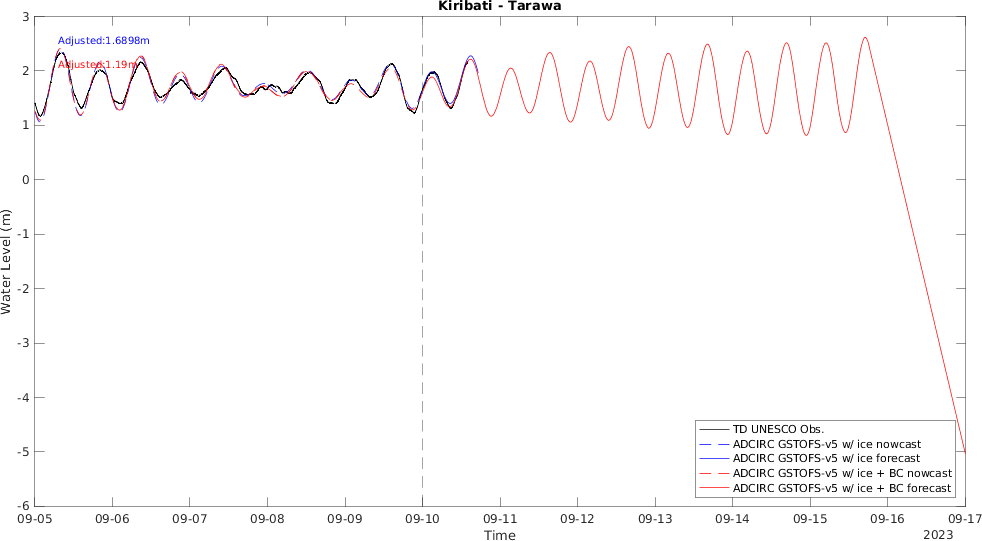 Kiribati - Tarawa
3
Adjusted:1.6898m
2
Adjusted:1.19m
1
0
-1
-2
-3
-4
-5
-6
Water Level (m)
TD UNESCO Obs.
ADCIRC GSTOFS-v5 w/ ice nowcast
ADCIRC GSTOFS-v5 w/ ice forecast
ADCIRC GSTOFS-v5 w/ ice + BC nowcast
ADCIRC GSTOFS-v5 w/ ice + BC forecast
09-05 09-06 09-07 09-08 09-09 09-10 09-11 09-12 09-13 09-14 09-15 09-16 09-17
Time
2023